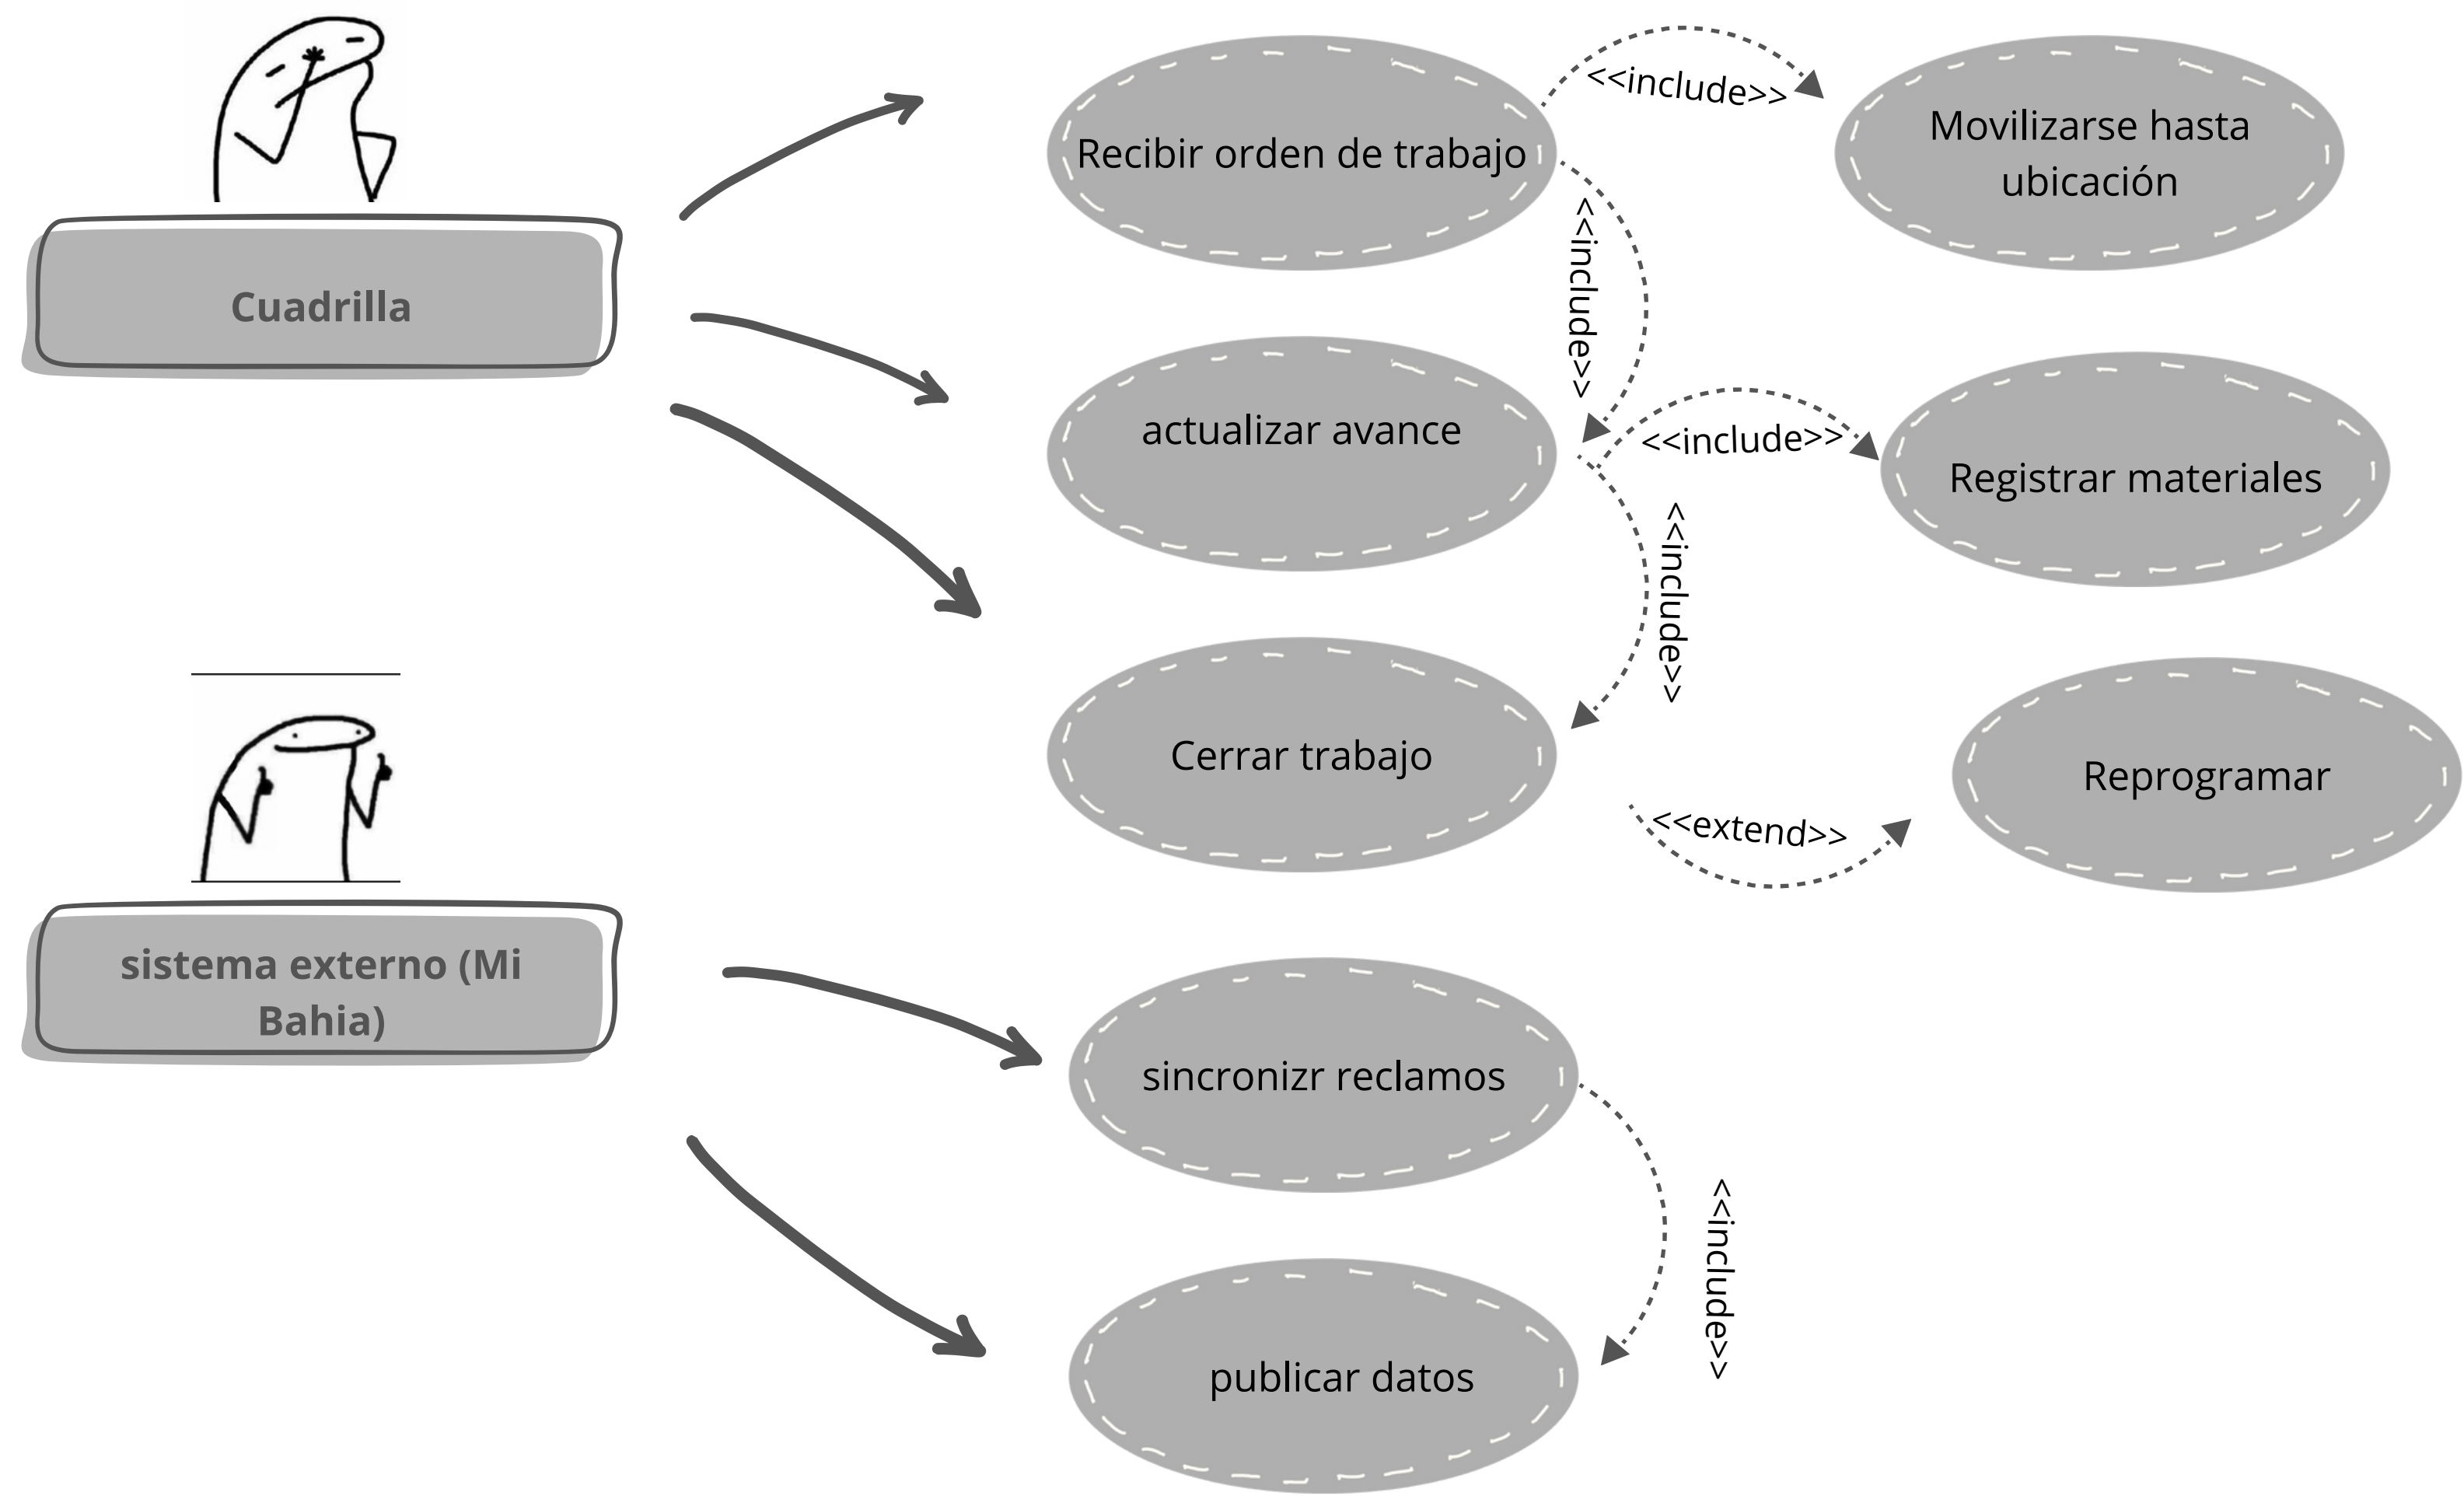 Cuadrilla
Recibir orden de trabajo
<<include>>
Movilizarse hasta
ubicación
<<include>>
actualizar avance
<<include>>
Registrar materiales
<<include>>
Cerrar trabajo
<<extend>>
Reprogramar
sistema externo (Mi
Bahia)
sincronizr reclamos
<<include>>
publicar datos